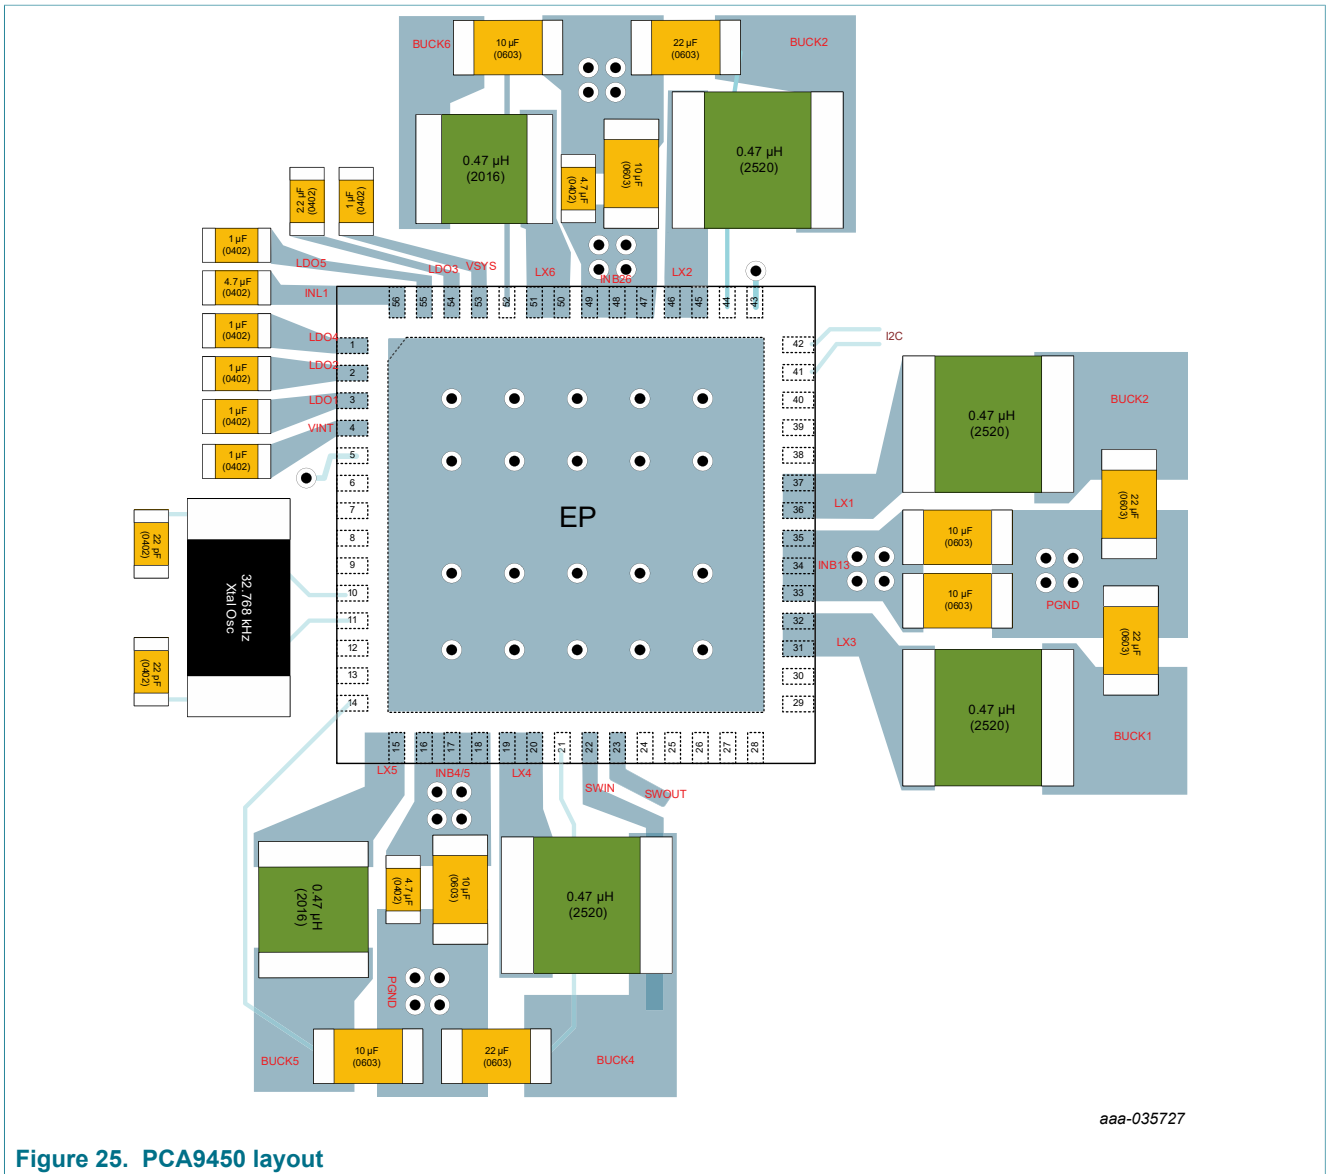 BUCK6
10 µF
(0603)
22 µF
(0603)
BUCK2
0.47 µH
(2016)
4.7 µF
(0402)
10 µF
(0603)
0.47 µH
(2520)
2.2 µF
(0402)
1 µF
(0402)
1 µF
(0402)
LDO5
LDO3
VSYS
LX6
INB26
LX2
4.7 µF
(0402)
INL1
56
55
54
53
52
51
50
49
48
47
46
45
44
43
1 µF
(0402)
LDO4
1
1 µF
(0402)
LDO2
2
1 µF
(0402)
LDO1
3
1 µF
(0402)
VINT
4
5
6
7
8
9
10
11
12
13
14
22 pF
(0402)
32.768 kHz
Xtal Osc
22 pF
(0402)
EP
42
41
40
39
38
37
36
35
34
33
32
31
30
29
I2C
0.47 µH
(2520)
BUCK2
LX1
22 µF
(0603)
10 µF
(0603)
INB13
10 µF
(0603)
PGND
22 µF
(0603)
LX3
0.47 µH
(2520)
BUCK1
15
16
17
18
19
20
21
22
23
24
25
26
27
28
LX5
INB4/5
LX4
SWIN
SWOUT
0.47 µH
(2016)
4.7 µF
(0402)
10 µF
(0603)
0.47 µH
(2520)
PGND
BUCK5
10 µF
(0603)
22 µF
(0603)
BUCK4
aaa-035727
Figure 25. PCA9450 layout